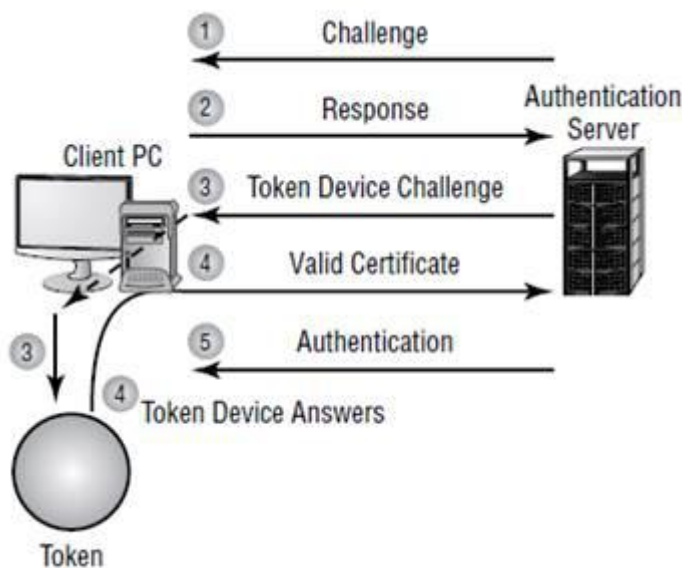 1 Challenge
2 Response
Authentication
Server
Client PC
3 Token Device Challenge
4 Valid Certificate
3
5 Authentication
4 Token Device Answers
Token